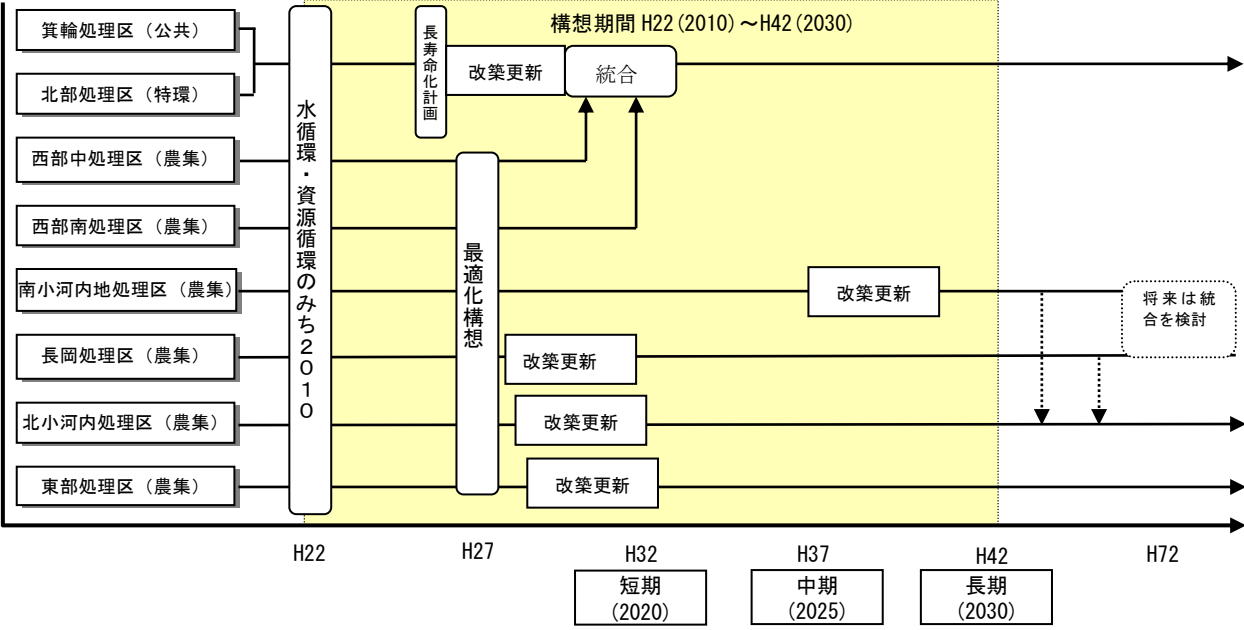 構想期間 H22(2010)～H42(2030)
箕輪処理区（公共）
北部処理区（特環）
西部中処理区（農集）
西部南処理区（農集）
南小河内地処理区（農集）
長岡処理区（農集）
北小河内処理区（農集）
東部処理区（農集）
水循環・資源循環のみち２０１０
長寿命化計画
改築更新
統合
最適化構想
改築更新
改築更新
改築更新
改築更新
将来は統
合を検討
H22
H27
H32
H37
H42
H72
短期
(2020)
中期
(2025)
長期
(2030)